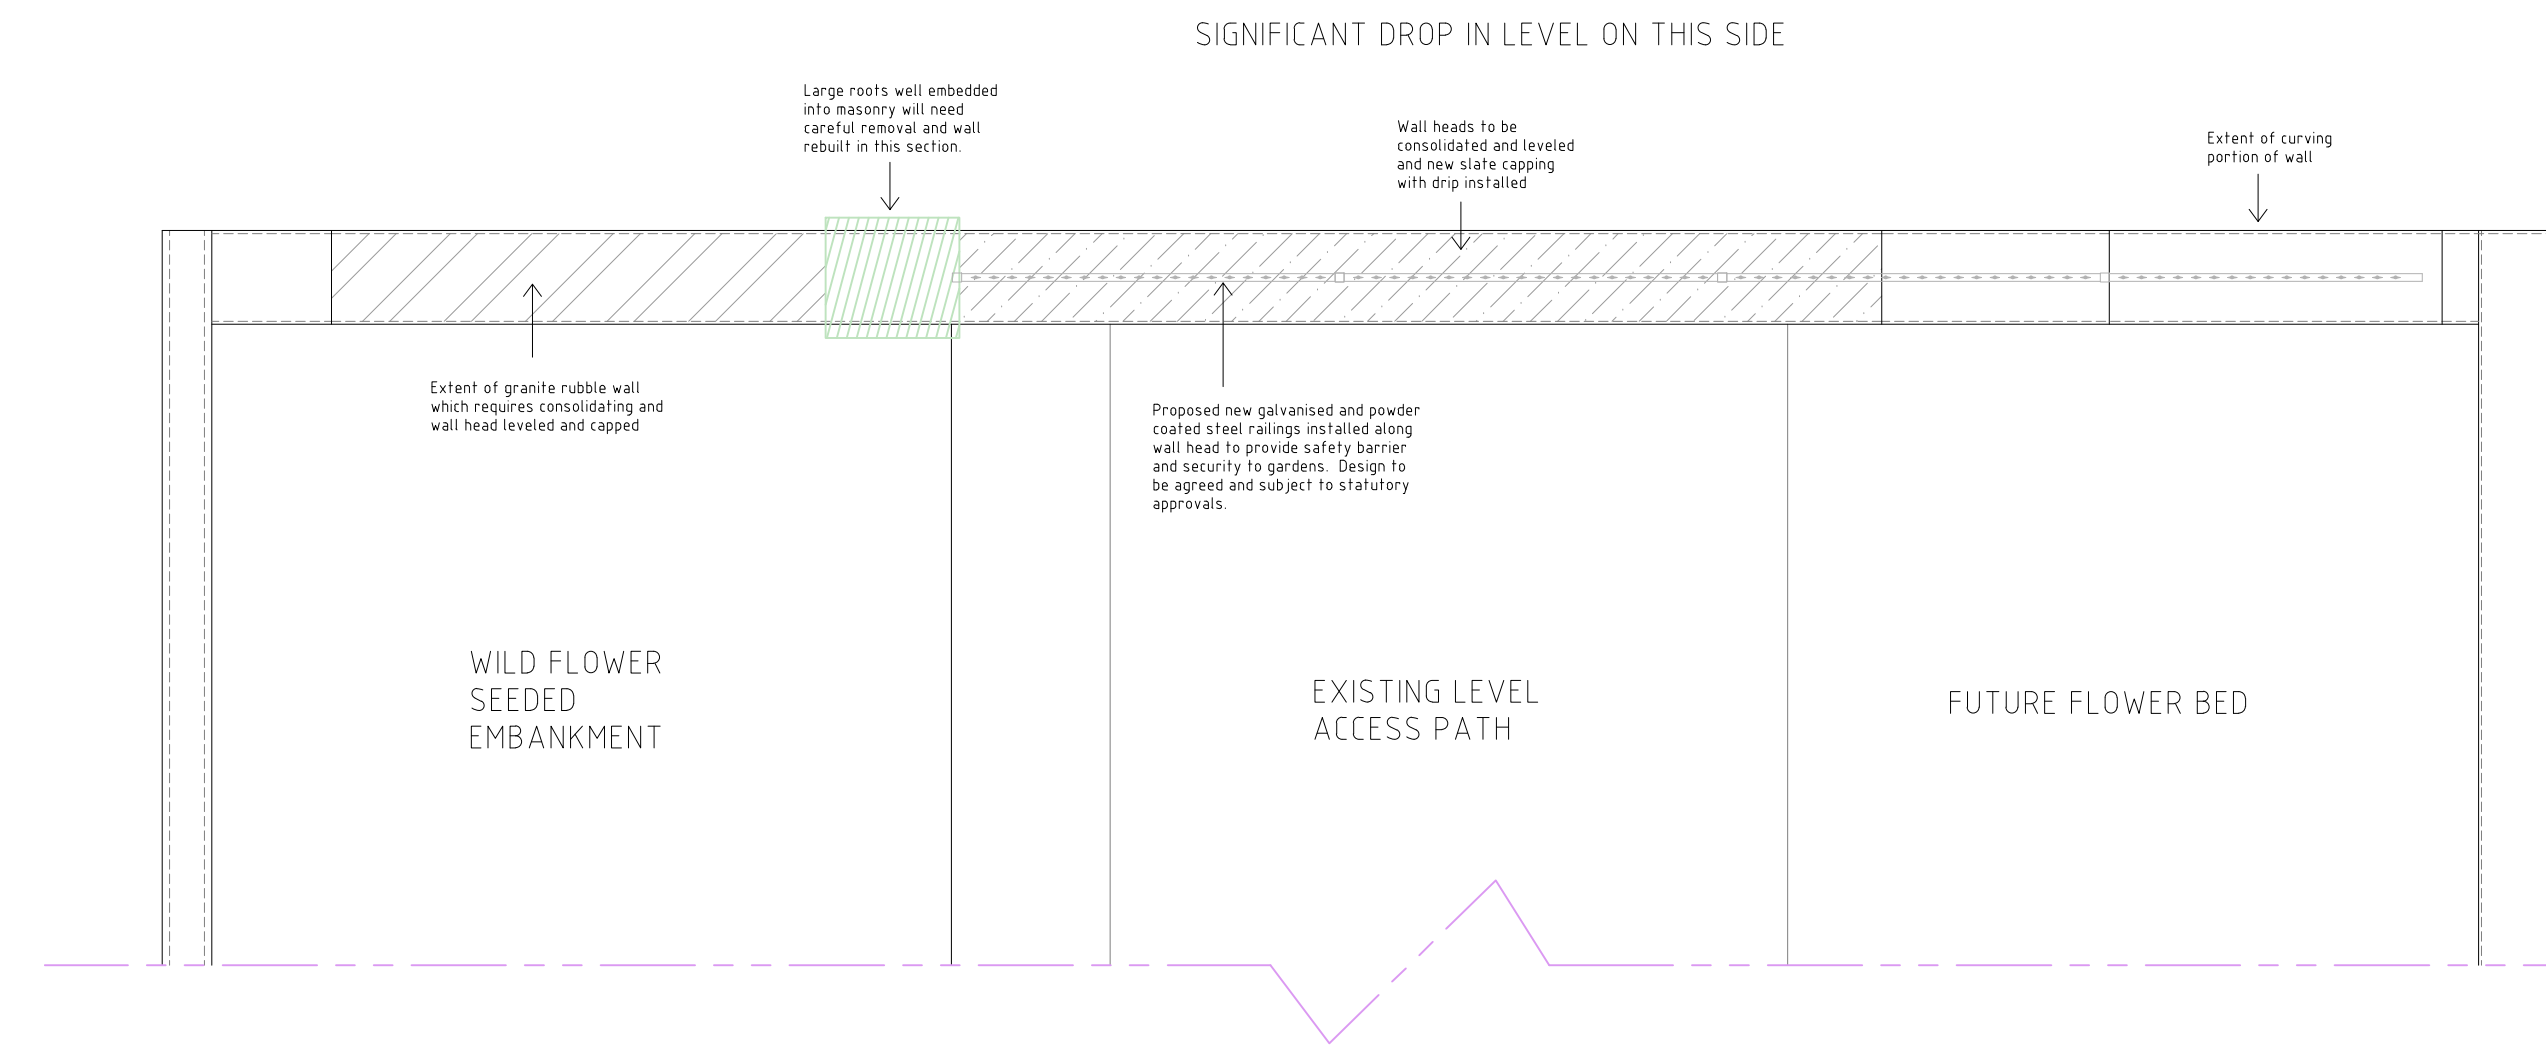 SIGNIFICANT DROP IN LEVEL ON THIS SIDE
Large roots well embedded
into masonry will need
careful removal and wall
rebuilt in this section.
Wall heads to be
consolidated and leveled
and new slate capping
with drip installed
Extent of curving
portion of wall
Extent of granite rubble wall
which requires consolidating and
wall head leveled and capped
Proposed new galvanised and powder
coated steel railings installed along
wall head to provide safety barrier
and security to gardens.  Design to
be agreed and subject to statutory
approvals.
WILD FLOWER
SEEDED
EMBANKMENT
EXISTING LEVEL
ACCESS PATH
FUTURE FLOWER BED